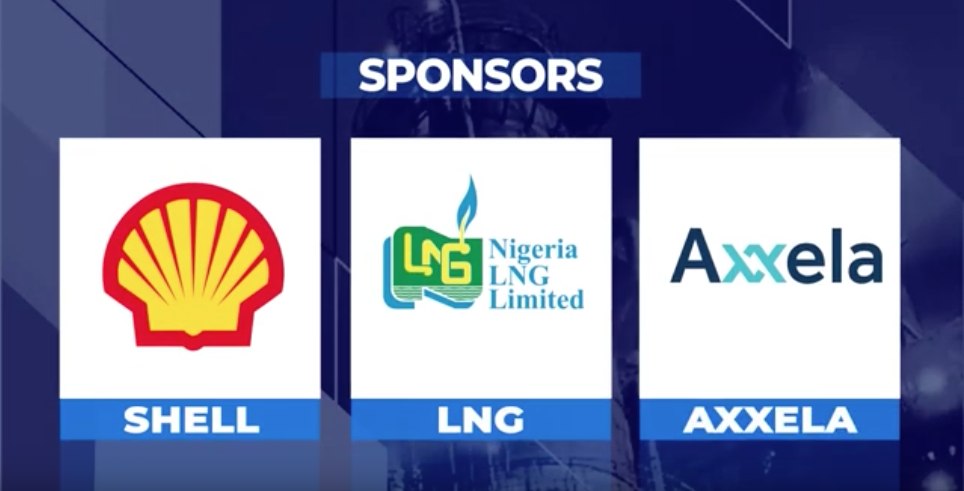 SPONSORS
LNG
Nigeria
LNG
Limited
Axxela
SHELL
LNG
AXXELA